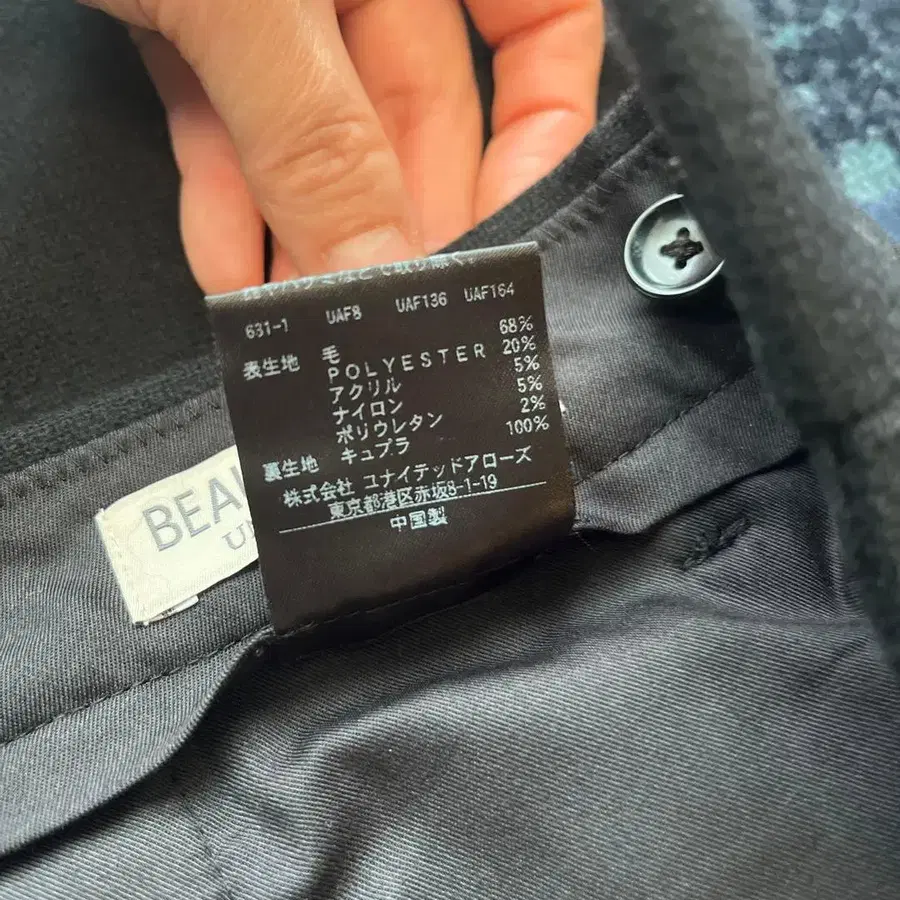 631-1 UAF8 UAF136 UAF164
表生地 毛 68%
POLYESTER 20%
アクリル 5%
ナイロン 5%
ポリウレタン 2%
裏生地 キュプラ 100%
株式会社 ユナイテッドアローズ
東京都港区赤坂8-1-19
中国製
BEAU
UN